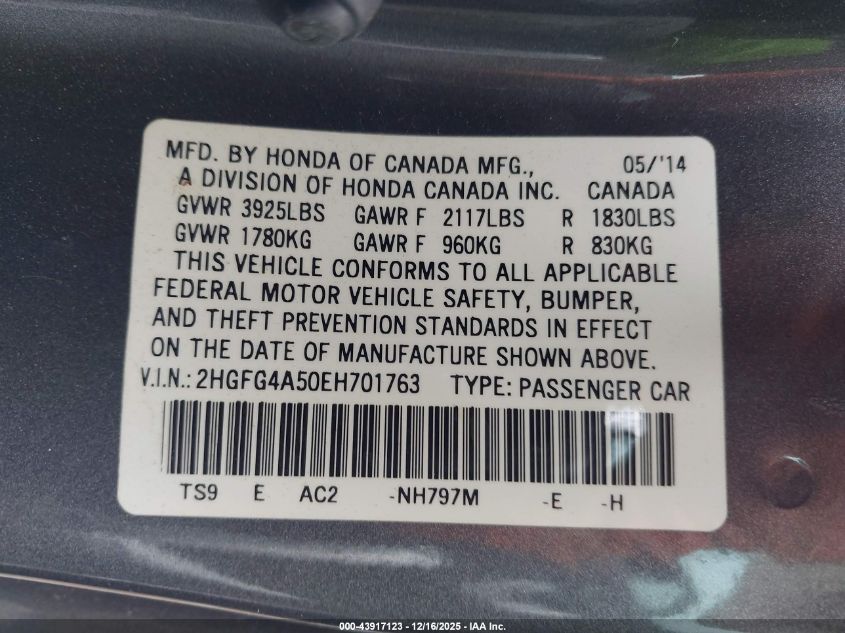 MFD. BY HONDA OF CANADA MFG., 05/'14
A DIVISION OF HONDA CANADA INC. CANADA
GVWR 3925LBS GAWR F 2117LBS R 1830LBS
GVWR 1780KG GAWR F 960KG R 830KG
THIS VEHICLE CONFORMS TO ALL APPLICABLE
FEDERAL MOTOR VEHICLE SAFETY, BUMPER,
AND THEFT PREVENTION STANDARDS IN EFFECT
ON THE DATE OF MANUFACTURE SHOWN ABOVE.
V.I.N.: 2HGFG4A50EH701763 TYPE: PASSENGER CAR
TS9 E AC2 -NH797M -E -H
000-43917123 - 12/16/2025 - IAA Inc.